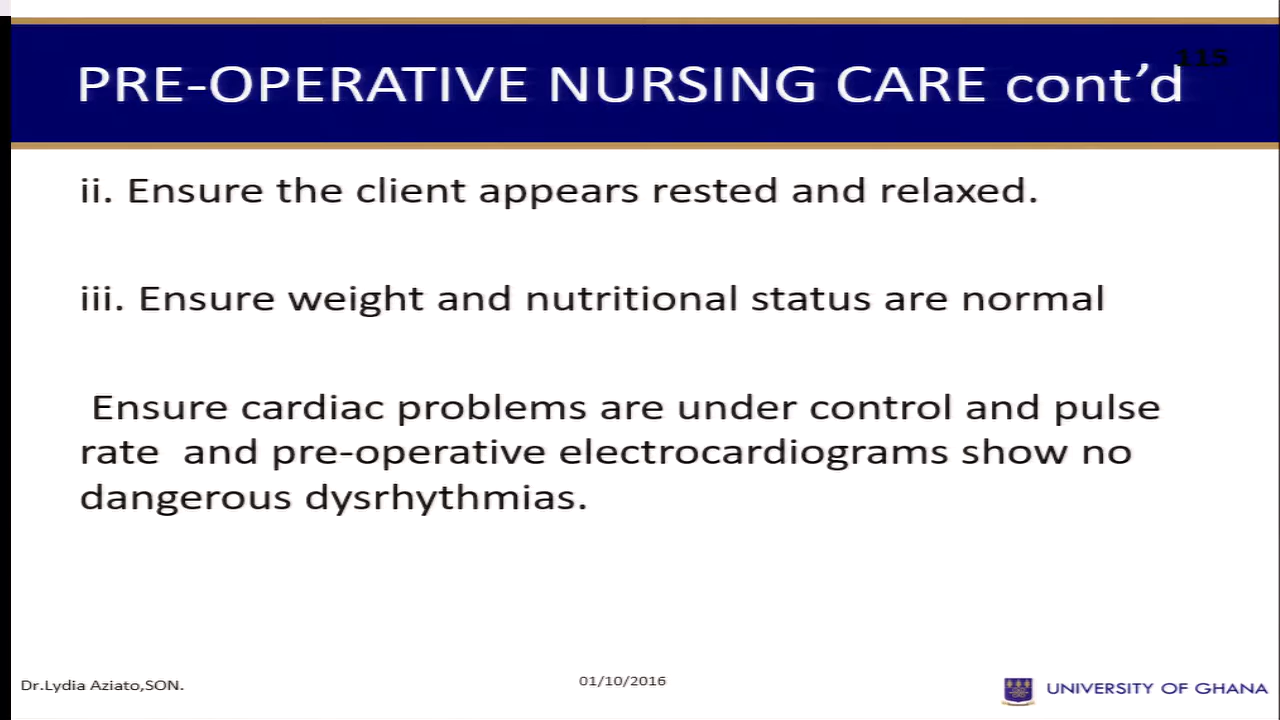 115
PRE-OPERATIVE NURSING CARE cont’d
ii. Ensure the client appears rested and relaxed.
iii. Ensure weight and nutritional status are normal
Ensure cardiac problems are under control and pulse
rate and pre-operative electrocardiograms show no
dangerous dysrhythmias.
Dr.Lydia Aziato,SON.
01/10/2016
UNIVERSITY OF GHANA